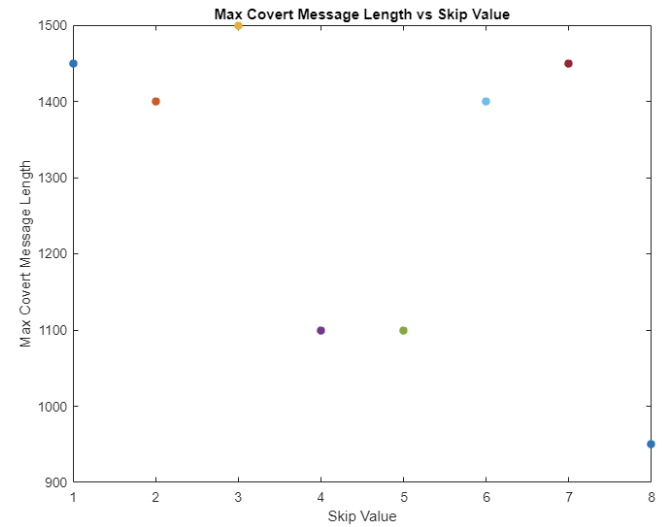 Max Covert Message Length vs Skip Value
1500
1400
1300
1200
1100
1000
900
Max Covert Message Length
1 2 3 4 5 6 7 8
Skip Value